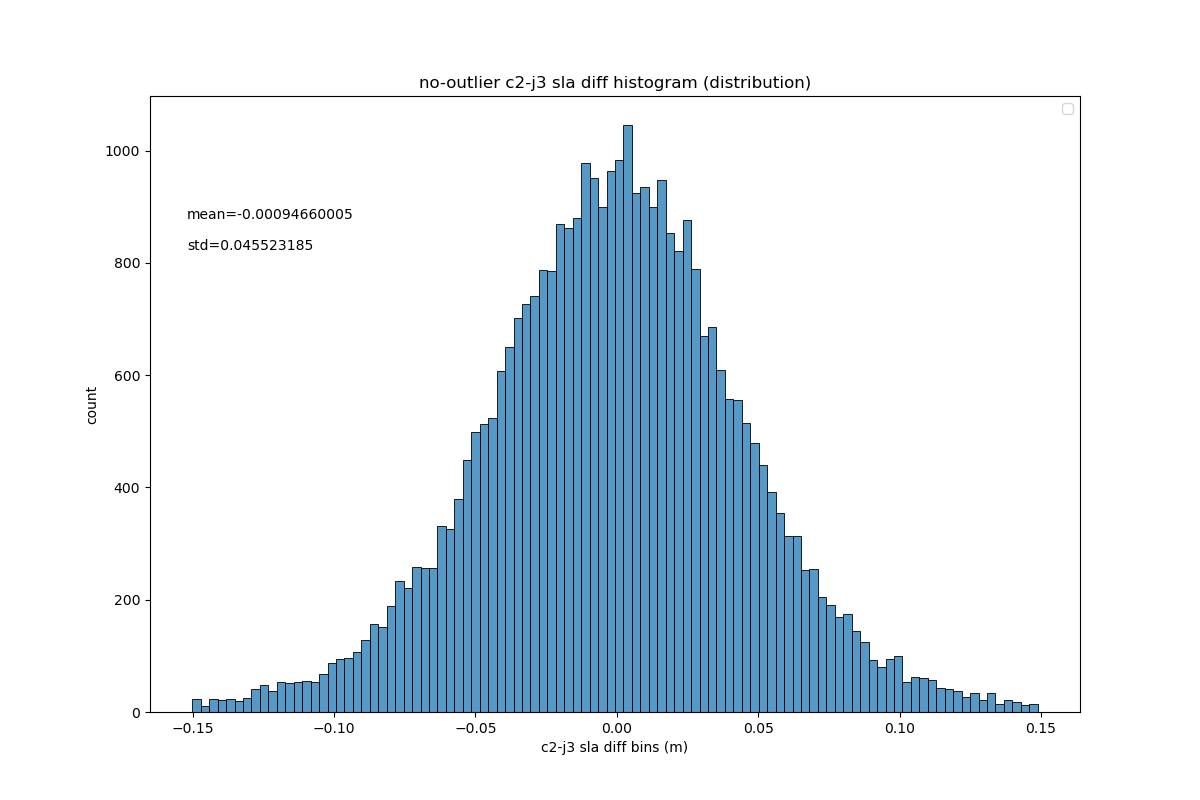 no-outlier c2-j3 sla diff histogram (distribution)
1000
800
600
400
200
0
count
mean=-0.00094660005
std=0.045523185
−0.15 −0.10 −0.05 0.00 0.05 0.10 0.15
c2-j3 sla diff bins (m)